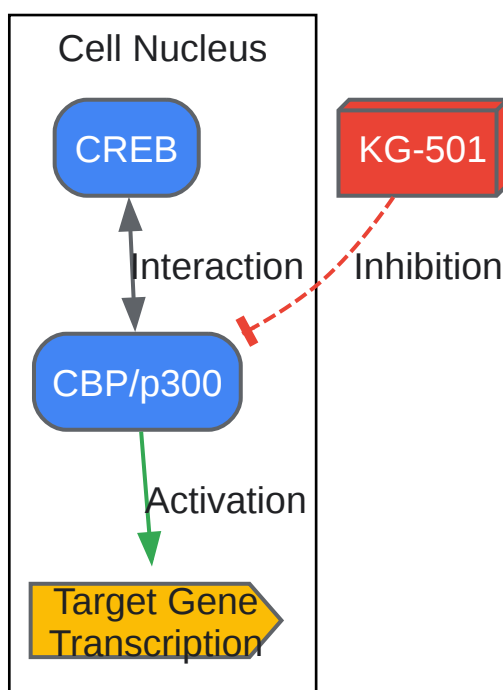 Cell Nucleus
CREB
KG-501
Interaction
Inhibition
CBP/p300
Activation
Target Gene
Transcription